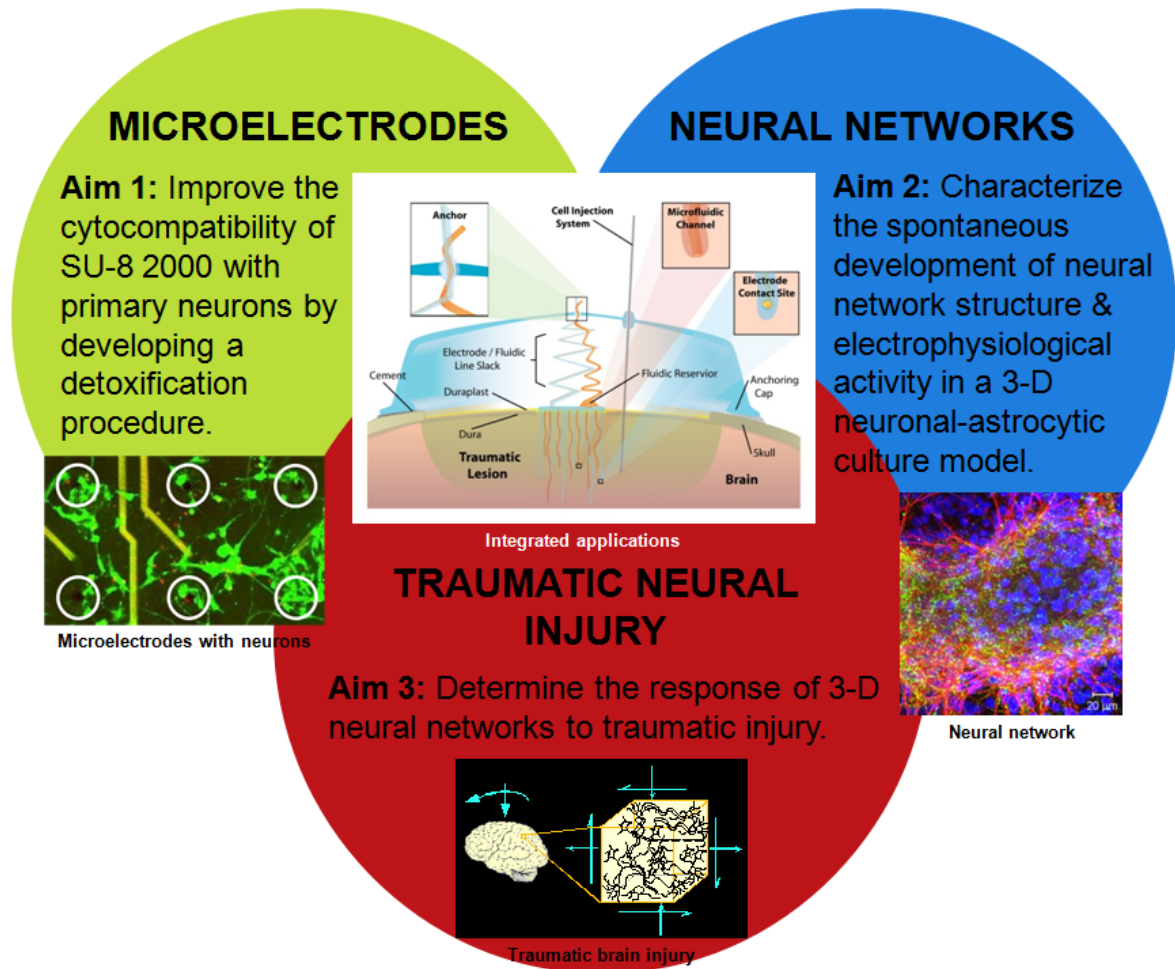 MICROELECTRODES
Aim 1: Improve the
cytocompatibility of
SU-8 2000 with
primary neurons by
developing a
detoxification
procedure.
Microelectrodes with neurons
NEURAL NETWORKS
Aim 2: Characterize
the spontaneous
development of neural
network structure &
electrophysiological
activity in a 3-D
neuronal-astrocytic
culture model.
20 µm
Neural network
Anchor
Cell Injection
System
Microfluidic
Channel
Electrode
Contact Site
Electrode / Fluidic
Line Slack
Cement
Duraplast
Fluidic Reservior
Anchoring
Cap
Dura
Skull
Traumatic
Lesion
Brain
Integrated applications
TRAUMATIC NEURAL
INJURY
Aim 3: Determine the response of 3-D
neural networks to traumatic injury.
Traumatic brain injury